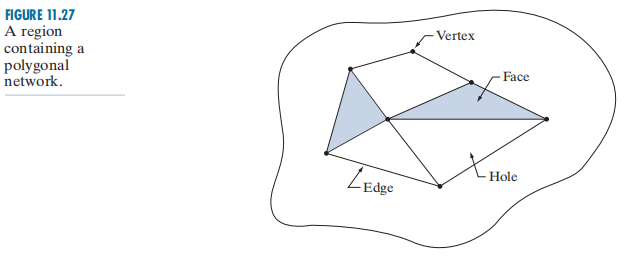 FIGURE 11.27
A region
containing a
polygonal
network.
Vertex
Face
Hole
Edge